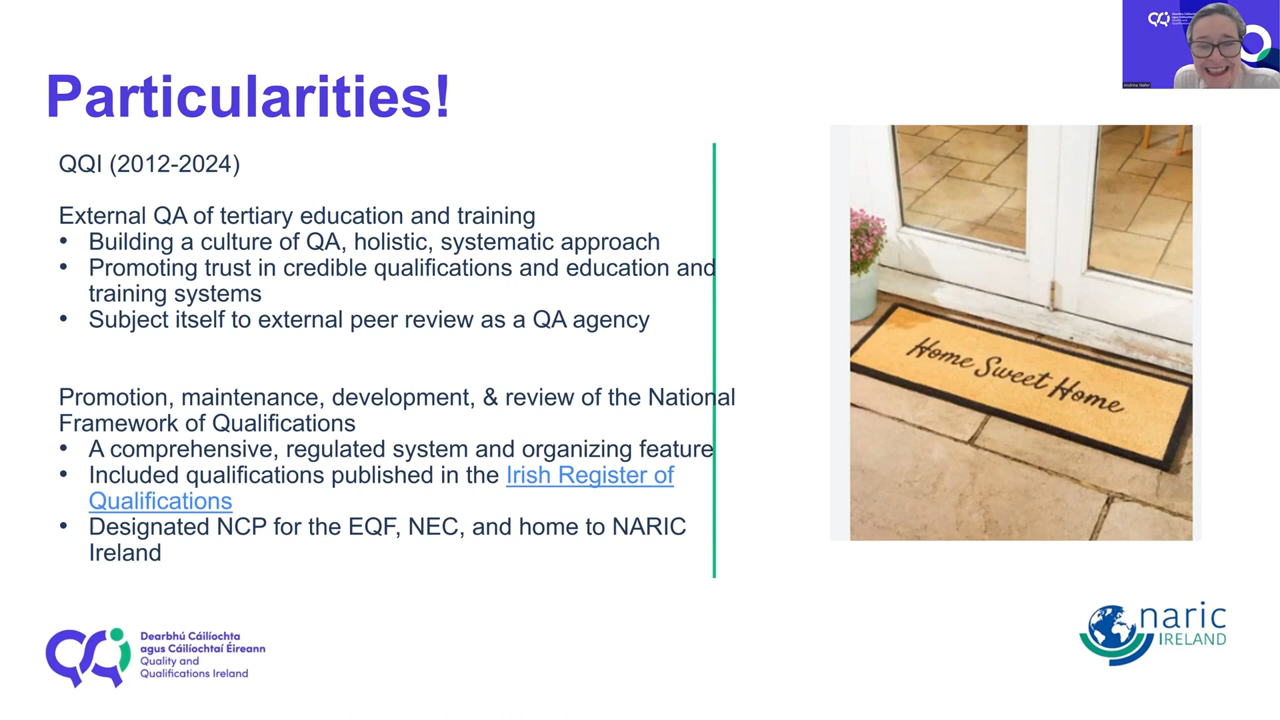 Particularities!
QQI (2012-2024)
External QA of tertiary education and training
• Building a culture of QA, holistic, systematic approach
• Promoting trust in credible qualifications and education and
training systems
• Subject itself to external peer review as a QA agency
Promotion, maintenance, development, & review of the National
Framework of Qualifications
• A comprehensive, regulated system and organizing feature
• Included qualifications published in the Irish Register of
Qualifications
• Designated NCP for the EQF, NEC, and home to NARIC
Ireland
Home Sweet Home
Dearbhú Cáilíochta
agus Cáilíochtaí Éireann
Quality and
Qualifications Ireland
naric
IRELAND